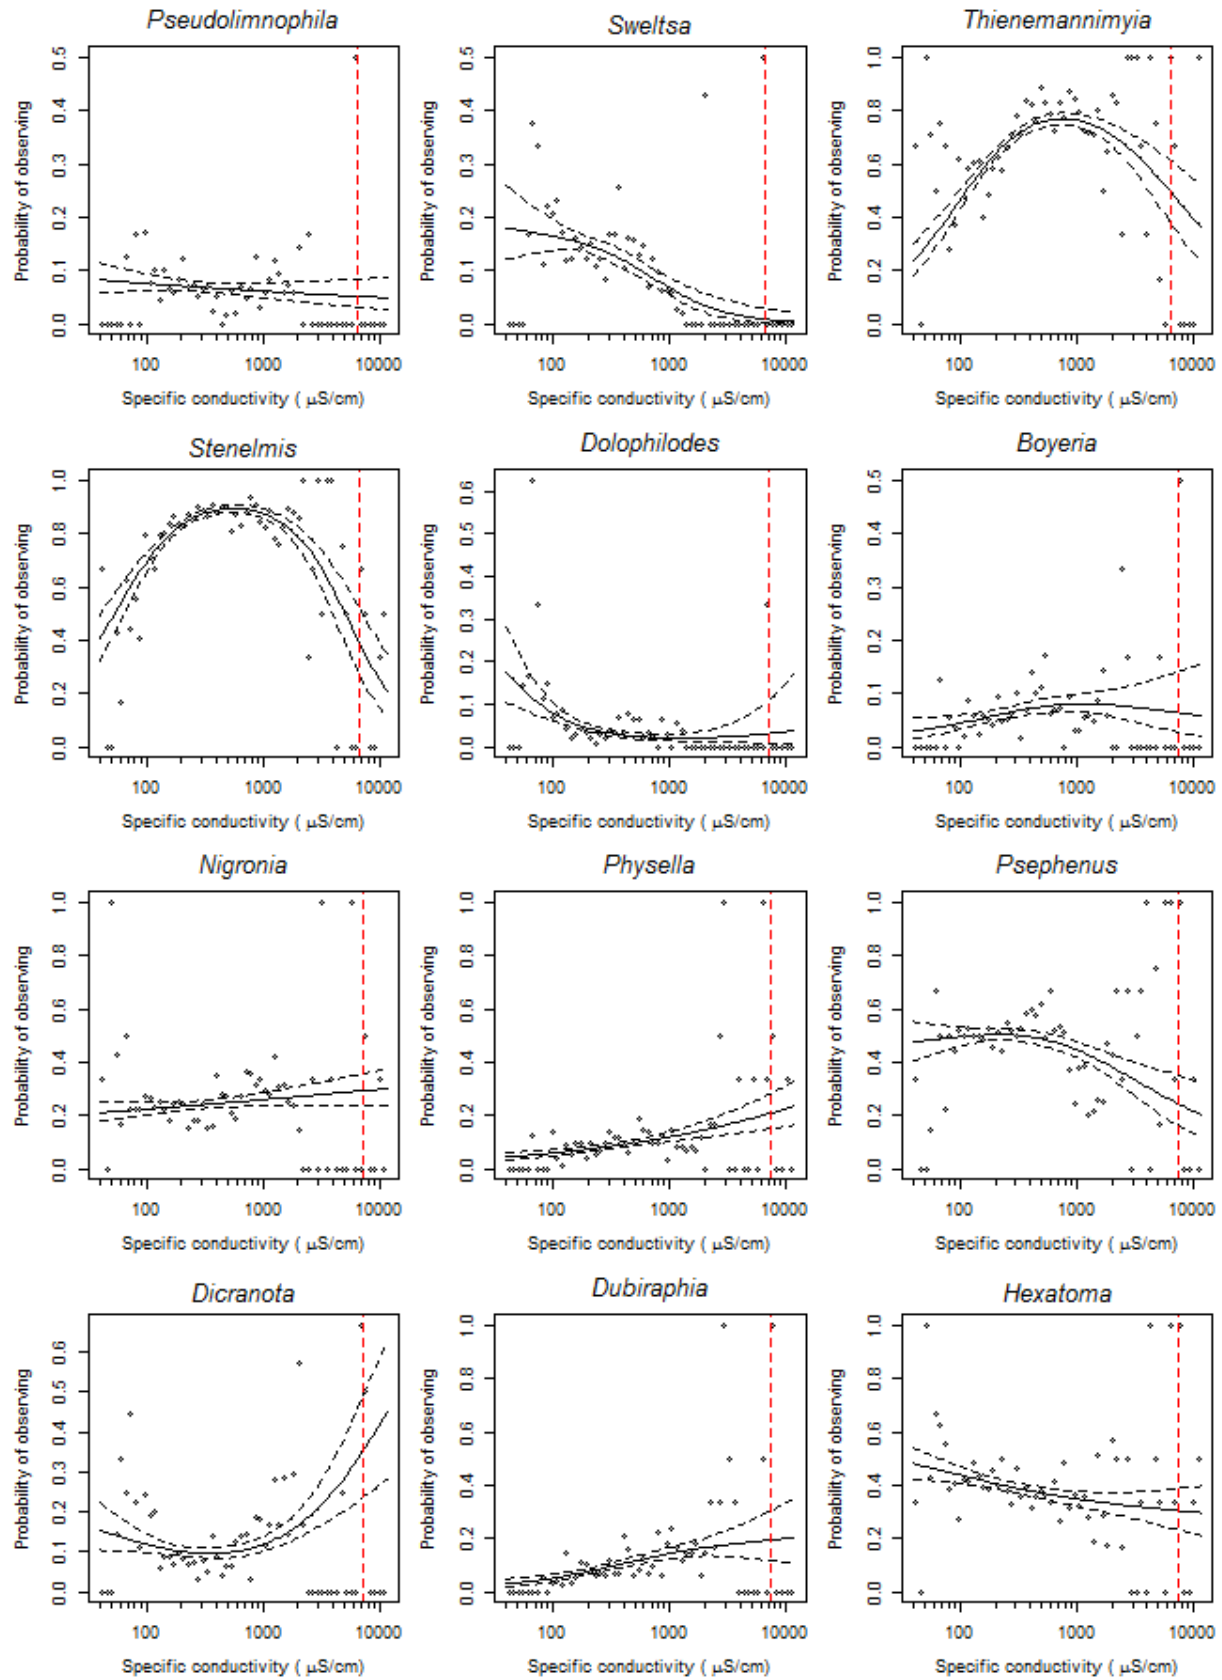 Pseudolimnophila
Probability of observing
0.5
0.4
0.3
0.2
0.1
0.0
100 1000 10000
Specific conductivity ( μS/cm)
Sweltsa
Probability of observing
0.5
0.4
0.3
0.2
0.1
0.0
100 1000 10000
Specific conductivity ( μS/cm)
Thienemannimyia
Probability of observing
1.0
0.8
0.6
0.4
0.2
0.0
100 1000 10000
Specific conductivity ( μS/cm)
Stenelmis
Probability of observing
1.0
0.8
0.6
0.4
0.2
0.0
100 1000 10000
Specific conductivity ( μS/cm)
Dolophilodes
Probability of observing
0.6
0.5
0.4
0.3
0.2
0.1
0.0
100 1000 10000
Specific conductivity ( μS/cm)
Boyeria
Probability of observing
0.5
0.4
0.3
0.2
0.1
0.0
100 1000 10000
Specific conductivity ( μS/cm)
Nigronia
Probability of observing
1.0
0.8
0.6
0.4
0.2
0.0
100 1000 10000
Specific conductivity ( μS/cm)
Physella
Probability of observing
1.0
0.8
0.6
0.4
0.2
0.0
100 1000 10000
Specific conductivity ( μS/cm)
Psephenus
Probability of observing
1.0
0.8
0.6
0.4
0.2
0.0
100 1000 10000
Specific conductivity ( μS/cm)
Dicranota
Probability of observing
0.6
0.5
0.4
0.3
0.2
0.1
0.0
100 1000 10000
Specific conductivity ( μS/cm)
Dubiraphia
Probability of observing
1.0
0.8
0.6
0.4
0.2
0.0
100 1000 10000
Specific conductivity ( μS/cm)
Hexatoma
Probability of observing
1.0
0.8
0.6
0.4
0.2
0.0
100 1000 10000
Specific conductivity ( μS/cm)